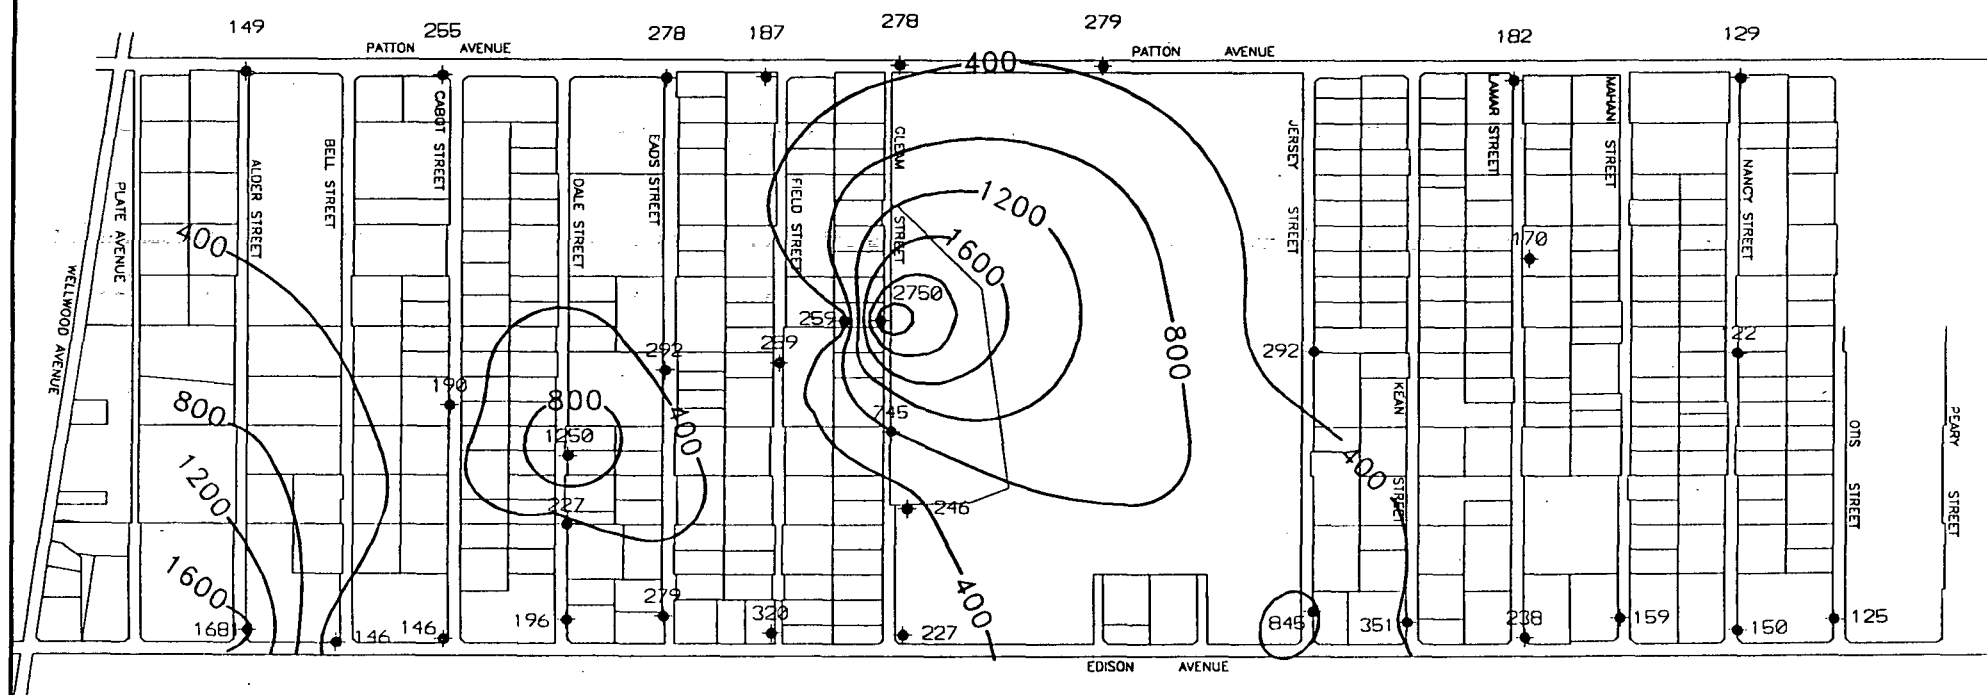 149
255
278
187
278
279
182
129
PATTON AVENUE
PATTON AVENUE
400
CABOT STREET
LAMAR STREET
MAHAN STREET
BELL STREET
EADS STREET
GLEAM STREET
JERSEY STREET
ALDER STREET
PLATE AVENUE
DALE STREET
FIELD STREET
NANCY STREET
1200
400
1600
170
WELLWOOD AVENUE
2750
259
800
22
292
292
190
KEAN STREET
800
800
400
745
OTIS STREET
PEARY STREET
1250
400
1200
227
246
1600
400
279
196
320
845
351
238
159
125
168
146
146
227
150
EDISON AVENUE